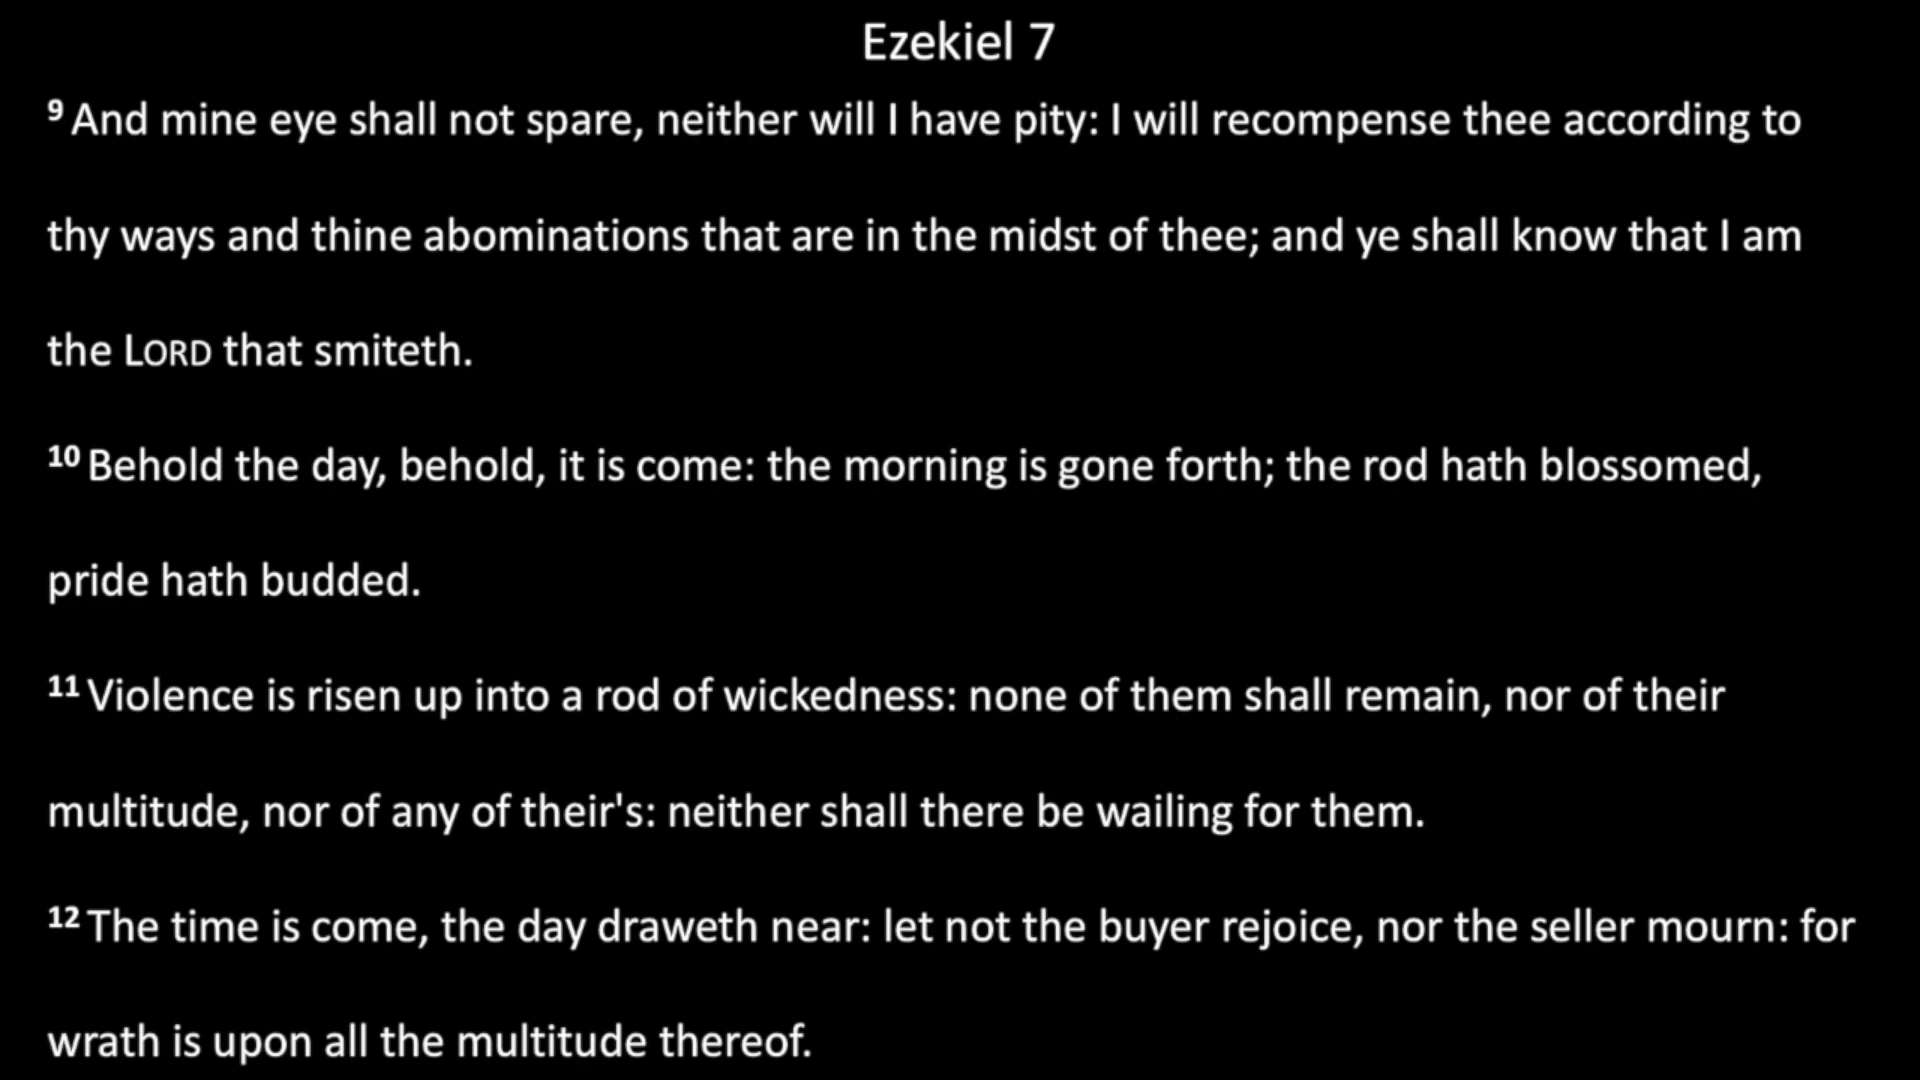 Ezekiel 7
9 And mine eye shall not spare, neither will I have pity: I will recompense thee according to
thy ways and thine abominations that are in the midst of thee; and ye shall know that I am
the LORD that smiteth.
10 Behold the day, behold, it is come: the morning is gone forth; the rod hath blossomed,
pride hath budded.
11 Violence is risen up into a rod of wickedness: none of them shall remain, nor of their
multitude, nor of any of their's: neither shall there be wailing for them.
12 The time is come, the day draweth near: let not the buyer rejoice, nor the seller mourn: for
wrath is upon all the multitude thereof.